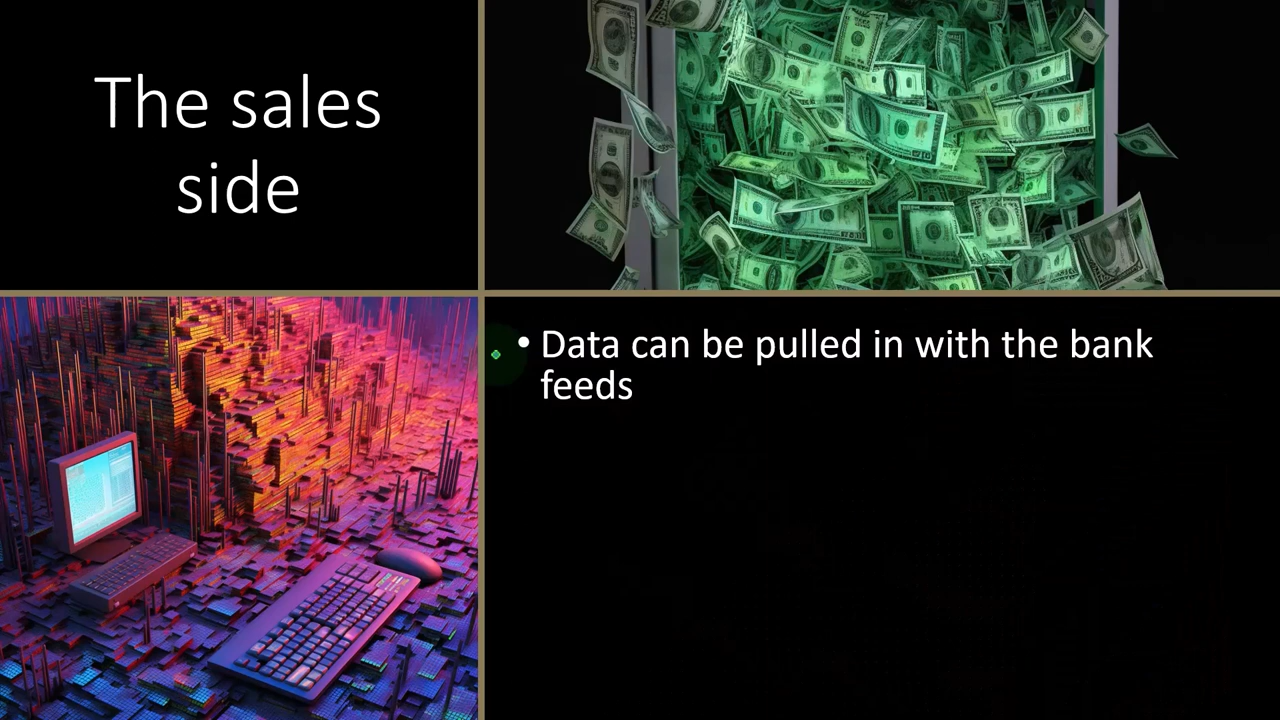 The sales
side
• Data can be pulled in with the bank
feeds